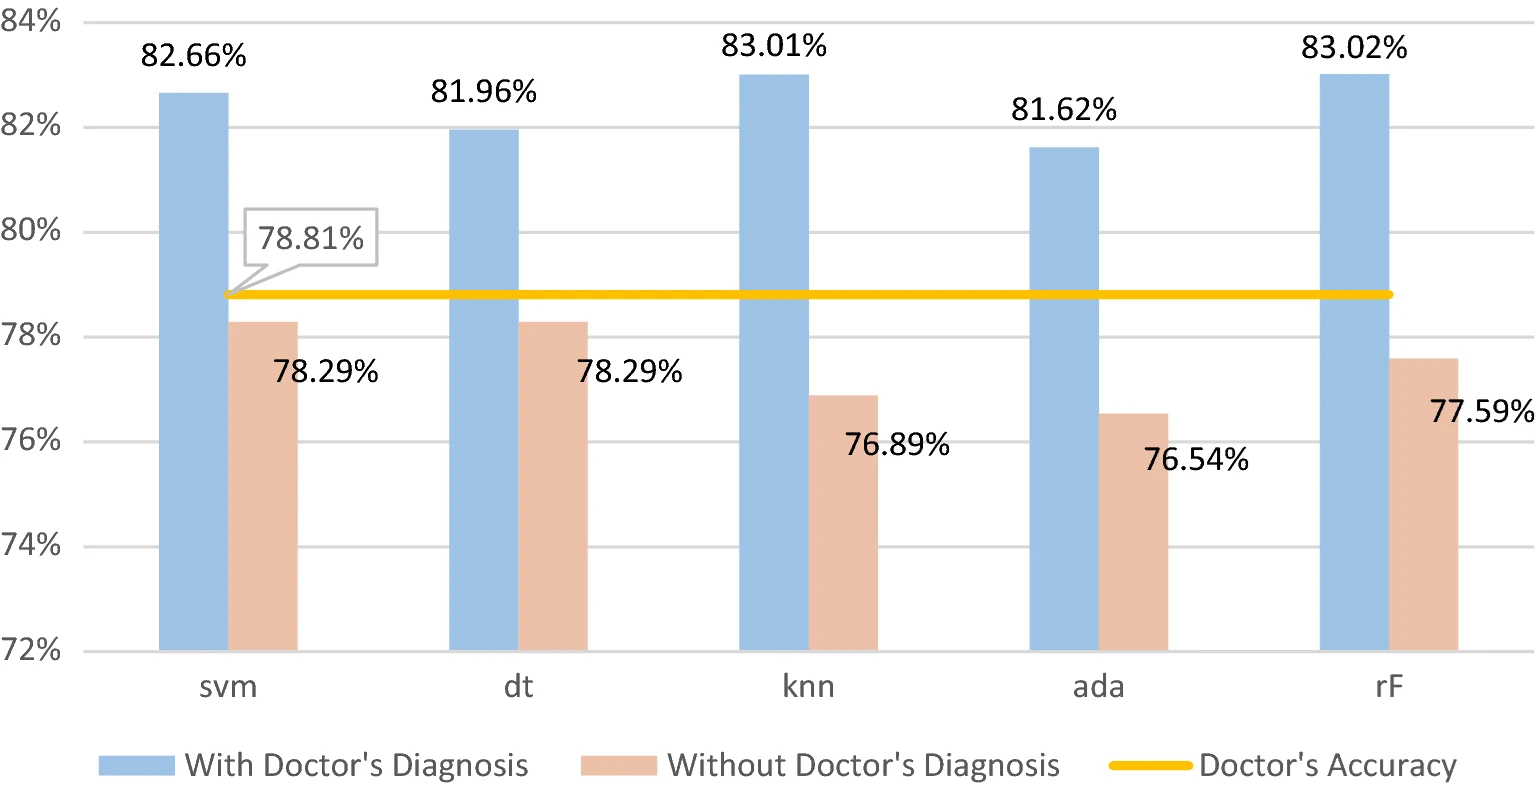 84%
82.66%
81.96%
83.01%
81.62%
83.02%
82%
80%
78.81%
78%
78.29%
78.29%
76.89%
76.54%
77.59%
76%
74%
72%
svm
dt
knn
ada
rF
With Doctor's Diagnosis
Without Doctor's Diagnosis
Doctor's Accuracy